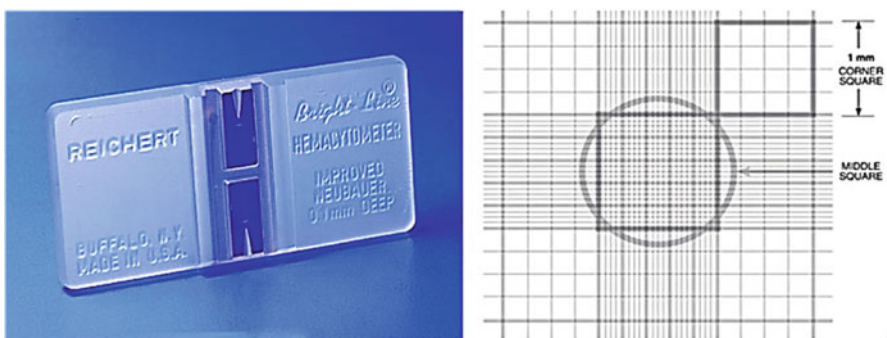 REICHERT
BUFFALO, N.Y.
MADE IN U.S.A.
Bright-Line®
HEMACYTOMETER
IMPROVED
NEUBAUER
0.1mm DEEP
1 mm
CORNER
SQUARE
MIDDLE
SQUARE